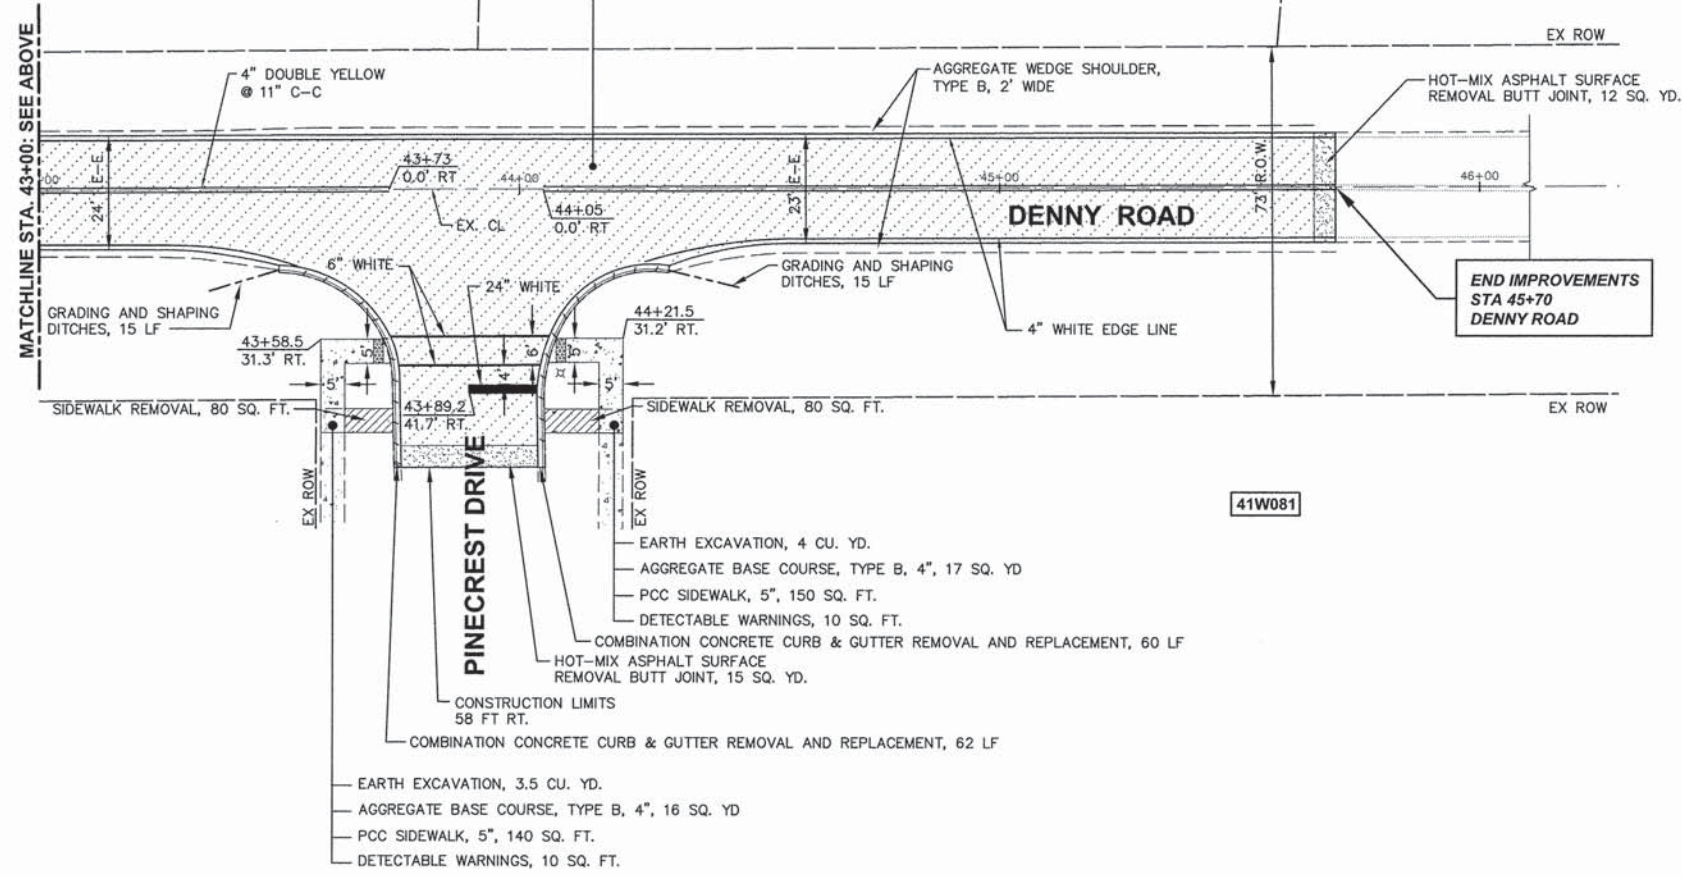 MATCHLINE STA. 43+00: SEE ABOVE
EX ROW
4" DOUBLE YELLOW
@ 11" C-C
AGGREGATE WEDGE SHOULDER,
TYPE B, 2' WIDE
HOT-MIX ASPHALT SURFACE
REMOVAL BUTT JOINT, 12 SQ. YD.
00
24' E-E
43+73
0.0' RT
44+00
EX. CL
44+05
0.0' RT
23' E-E
45+00
DENNY ROAD
73' R.O.W.
46+00
6" WHITE
24" WHITE
GRADING AND SHAPING
DITCHES, 15 LF
GRADING AND SHAPING
DITCHES, 15 LF
END IMPROVEMENTS
STA 45+70
DENNY ROAD
4" WHITE EDGE LINE
43+58.5
31.3' RT.
44+21.5
31.2' RT.
5'
6'
5'
4'
5'
5'
SIDEWALK REMOVAL, 80 SQ. FT.
43+89.2
41.7' RT.
SIDEWALK REMOVAL, 80 SQ. FT.
EX ROW
EX ROW
EX ROW
PINECREST DRIVE
41W081
EARTH EXCAVATION, 4 CU. YD.
AGGREGATE BASE COURSE, TYPE B, 4", 17 SQ. YD
PCC SIDEWALK, 5", 150 SQ. FT.
DETECTABLE WARNINGS, 10 SQ. FT.
COMBINATION CONCRETE CURB & GUTTER REMOVAL AND REPLACEMENT, 60 LF
HOT-MIX ASPHALT SURFACE
REMOVAL BUTT JOINT, 15 SQ. YD.
CONSTRUCTION LIMITS
58 FT RT.
COMBINATION CONCRETE CURB & GUTTER REMOVAL AND REPLACEMENT, 62 LF
EARTH EXCAVATION, 3.5 CU. YD.
AGGREGATE BASE COURSE, TYPE B, 4", 16 SQ. YD
PCC SIDEWALK, 5", 140 SQ. FT.
DETECTABLE WARNINGS, 10 SQ. FT.